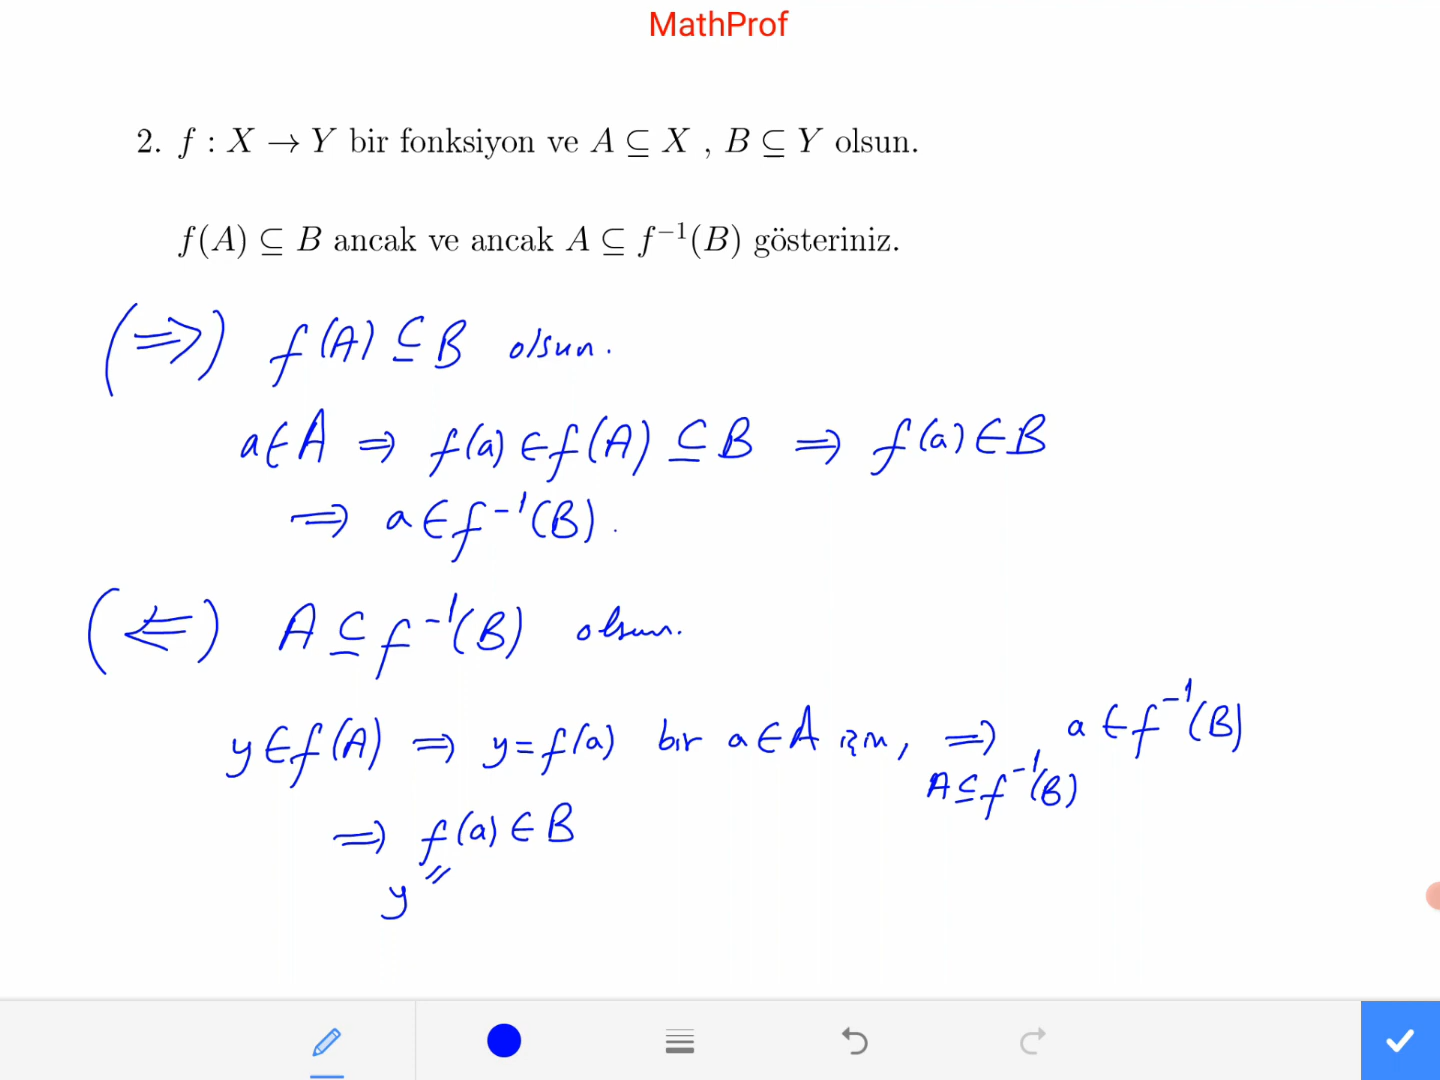 MathProf
2. f : X → Y bir fonksiyon ve A ⊆ X , B ⊆ Y olsun.
f(A) ⊆ B ancak ve ancak A ⊆ f⁻¹(B) gösteriniz.
(⇒) f(A) ⊆ B olsun.
a ∈ A ⇒ f(a) ∈ f(A) ⊆ B ⇒ f(a) ∈ B
⇒ a ∈ f⁻¹(B).
(⇐) A ⊆ f⁻¹(B) olsun.
y ∈ f(A) ⇒ y = f(a) bir a ∈ A için, ⇒ a ∈ f⁻¹(B)
A ⊆ f⁻¹(B)
⇒ f(a) ∈ B
y =